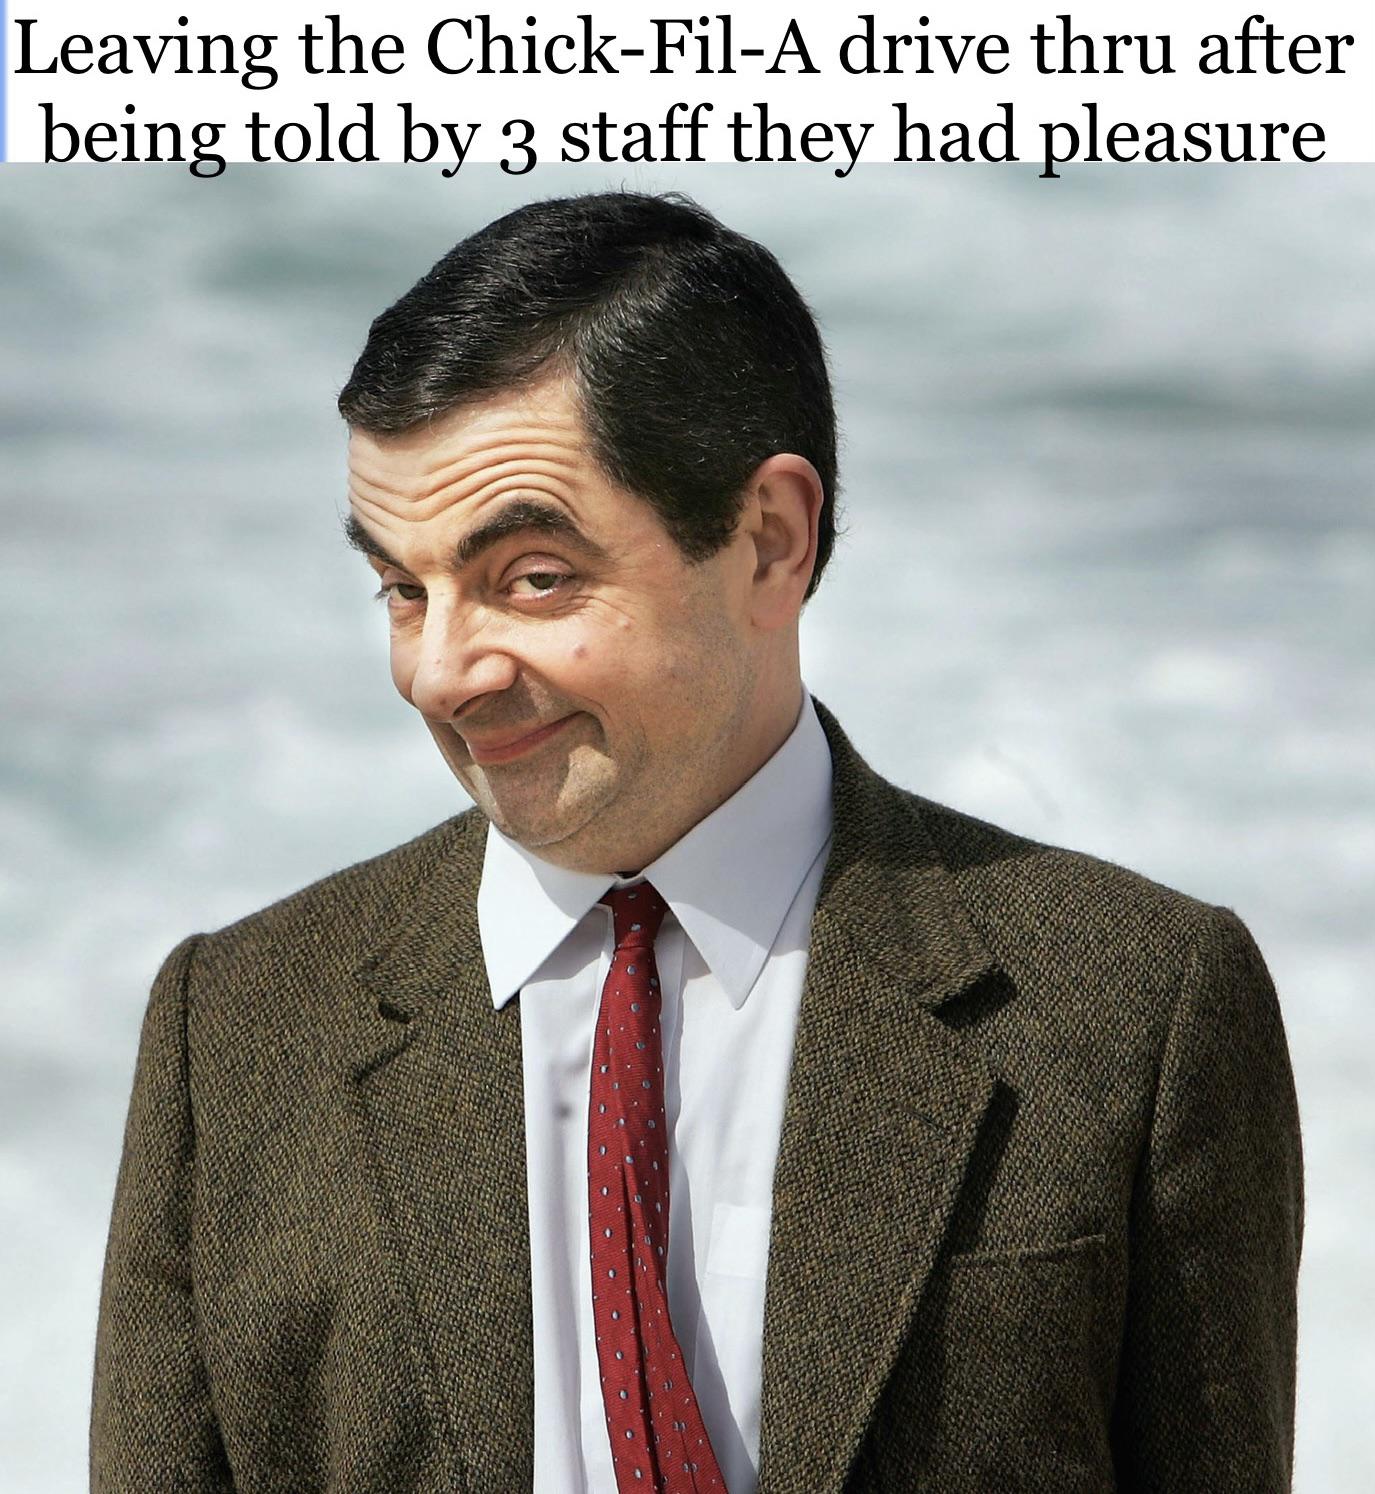 Leaving the Chick-Fil-A drive thru after
being told by 3 staff they had pleasure